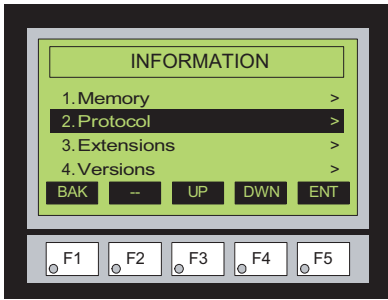 INFORMATION
1. Memory >
2. Protocol >
3. Extensions >
4. Versions >
BAK -- UP DWN ENT
F1 F2 F3 F4 F5